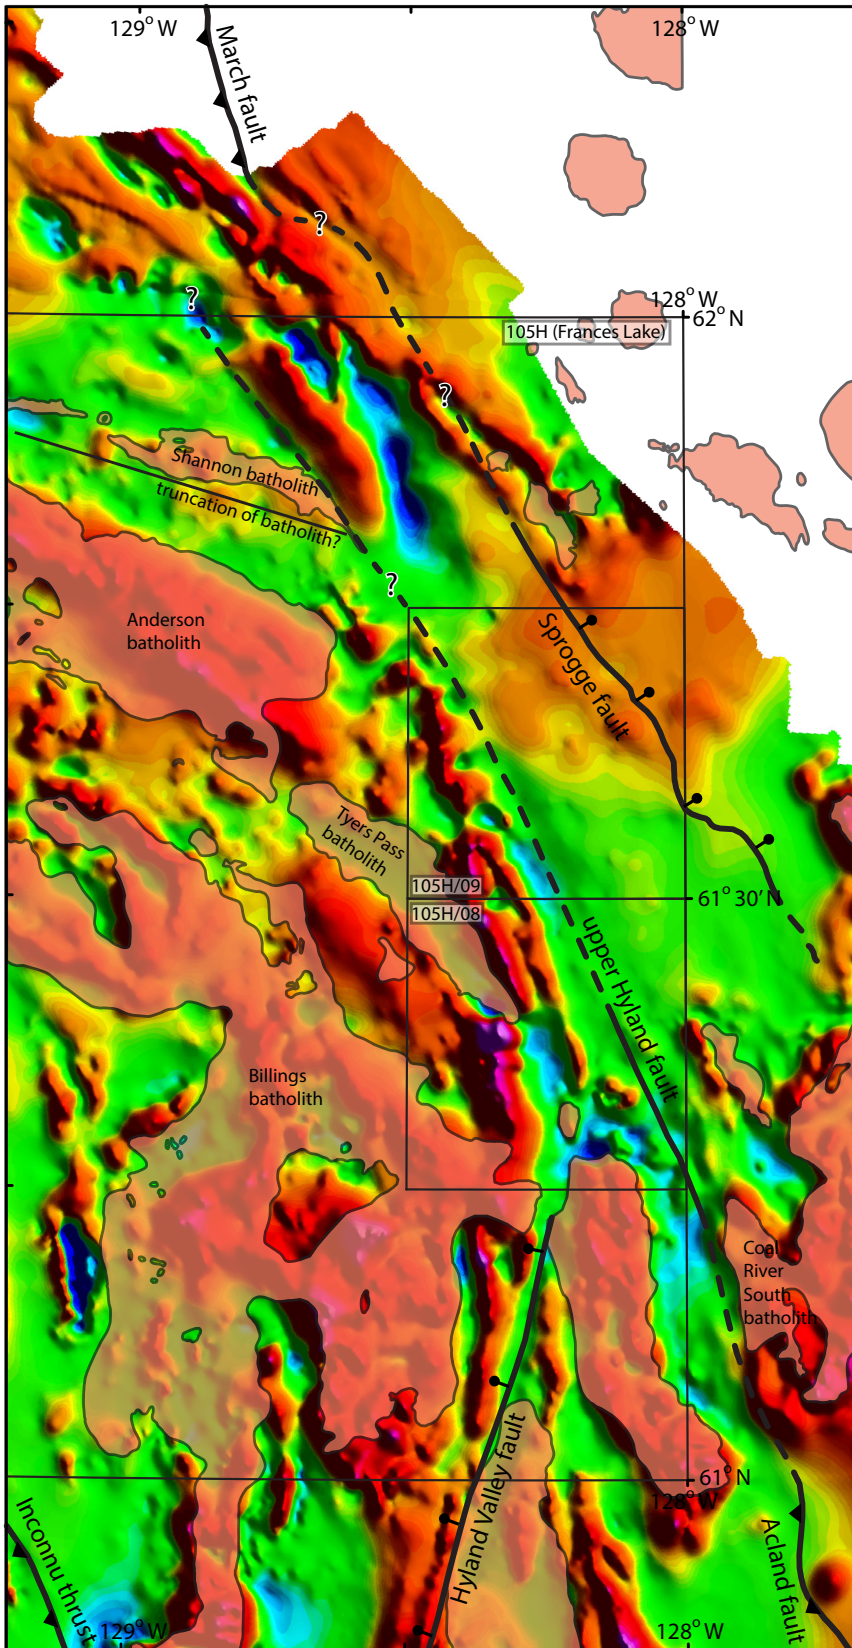 129° W
128° W
March fault
?
?
128° W
62° N
105H (Frances Lake)
?
Shannon batholith
truncation of batholith?
?
Anderson
batholith
Sprogge fault
Tyers Pass
batholith
105H/09
61° 30' N
105H/08
upper Hyland fault
Billings
batholith
Coal
River
South
batholith
Hyland Valley fault
61° N
128° W
Inconnu thrust
Acland fault
129° W
128° W